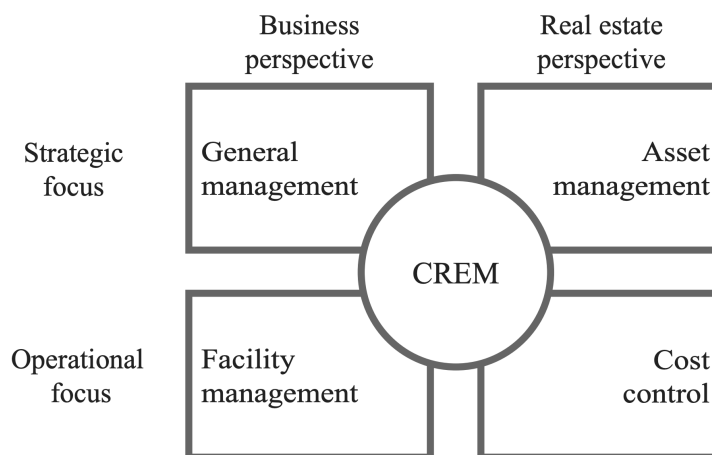 Business
perspective
Real estate
perspective
Strategic
focus
General
management
Asset
management
CREM
Operational
focus
Facility
management
Cost
control